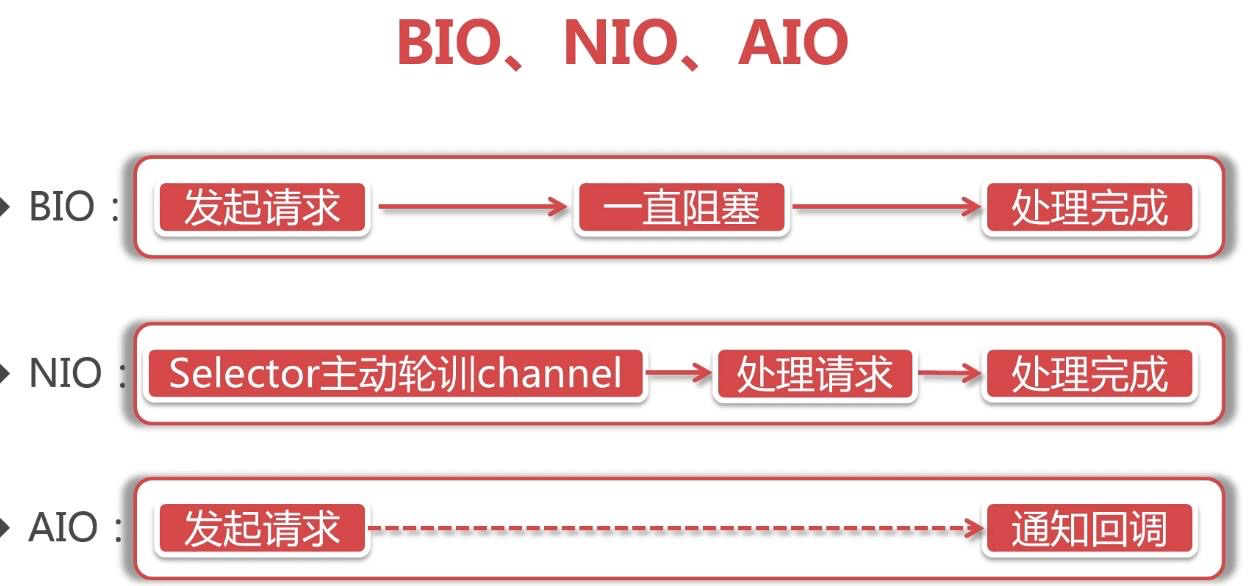 BIO、NIO、AIO
BIO： 发起请求 一直阻塞 处理完成
NIO： Selector主动轮训channel 处理请求 处理完成
AIO： 发起请求 通知回调